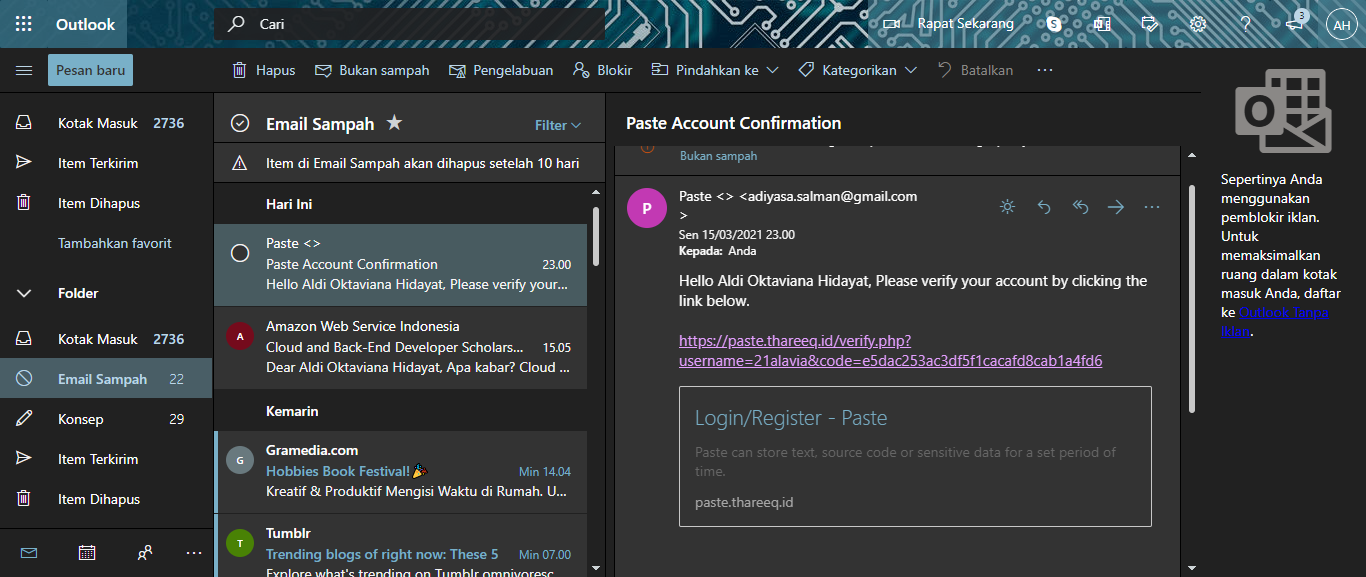 Outlook
Cari
Rapat Sekarang
3
AH
Pesan baru
Hapus
Bukan sampah
Pengelabuan
Blokir
Pindahkan ke
Kategorikan
Batalkan
Kotak Masuk 2736
Item Terkirim
Item Dihapus
Tambahkan favorit
Folder
Kotak Masuk 2736
Email Sampah 22
Konsep 29
Item Terkirim
Item Dihapus
Email Sampah
Filter
Item di Email Sampah akan dihapus setelah 10 hari
Hari Ini
Paste <>
Paste Account Confirmation 23.00
Hello Aldi Oktaviana Hidayat, Please verify your...
A
Amazon Web Service Indonesia
Cloud and Back-End Developer Scholars... 15.05
Dear Aldi Oktaviana Hidayat, Apa kabar? Cloud ...
Kemarin
G
Gramedia.com
Hobbies Book Festival!🎉 Min 14.04
Kreatif & Produktif Mengisi Waktu di Rumah. U...
T
Tumblr
Trending blogs of right now: These 5 Min 07.00
Explore what's trending on Tumblr omnivoresc
Paste Account Confirmation
Bukan sampah
P
Paste <> <adiyasa.salman@gmail.com
>
Sen 15/03/2021 23.00
Kepada: Anda
Hello Aldi Oktaviana Hidayat, Please verify your account by clicking the
link below.
https://paste.thareeq.id/verify.php?
username=21alavia&code=e5dac253ac3df5f1cacafd8cab1a4fd6
Login/Register - Paste
Paste can store text, source code or sensitive data for a set period of
time.
paste.thareeq.id
Sepertinya Anda
menggunakan
pemblokir iklan.
Untuk
memaksimalkan
ruang dalam kotak
masuk Anda, daftar
ke Outlook Tanpa
Iklan.